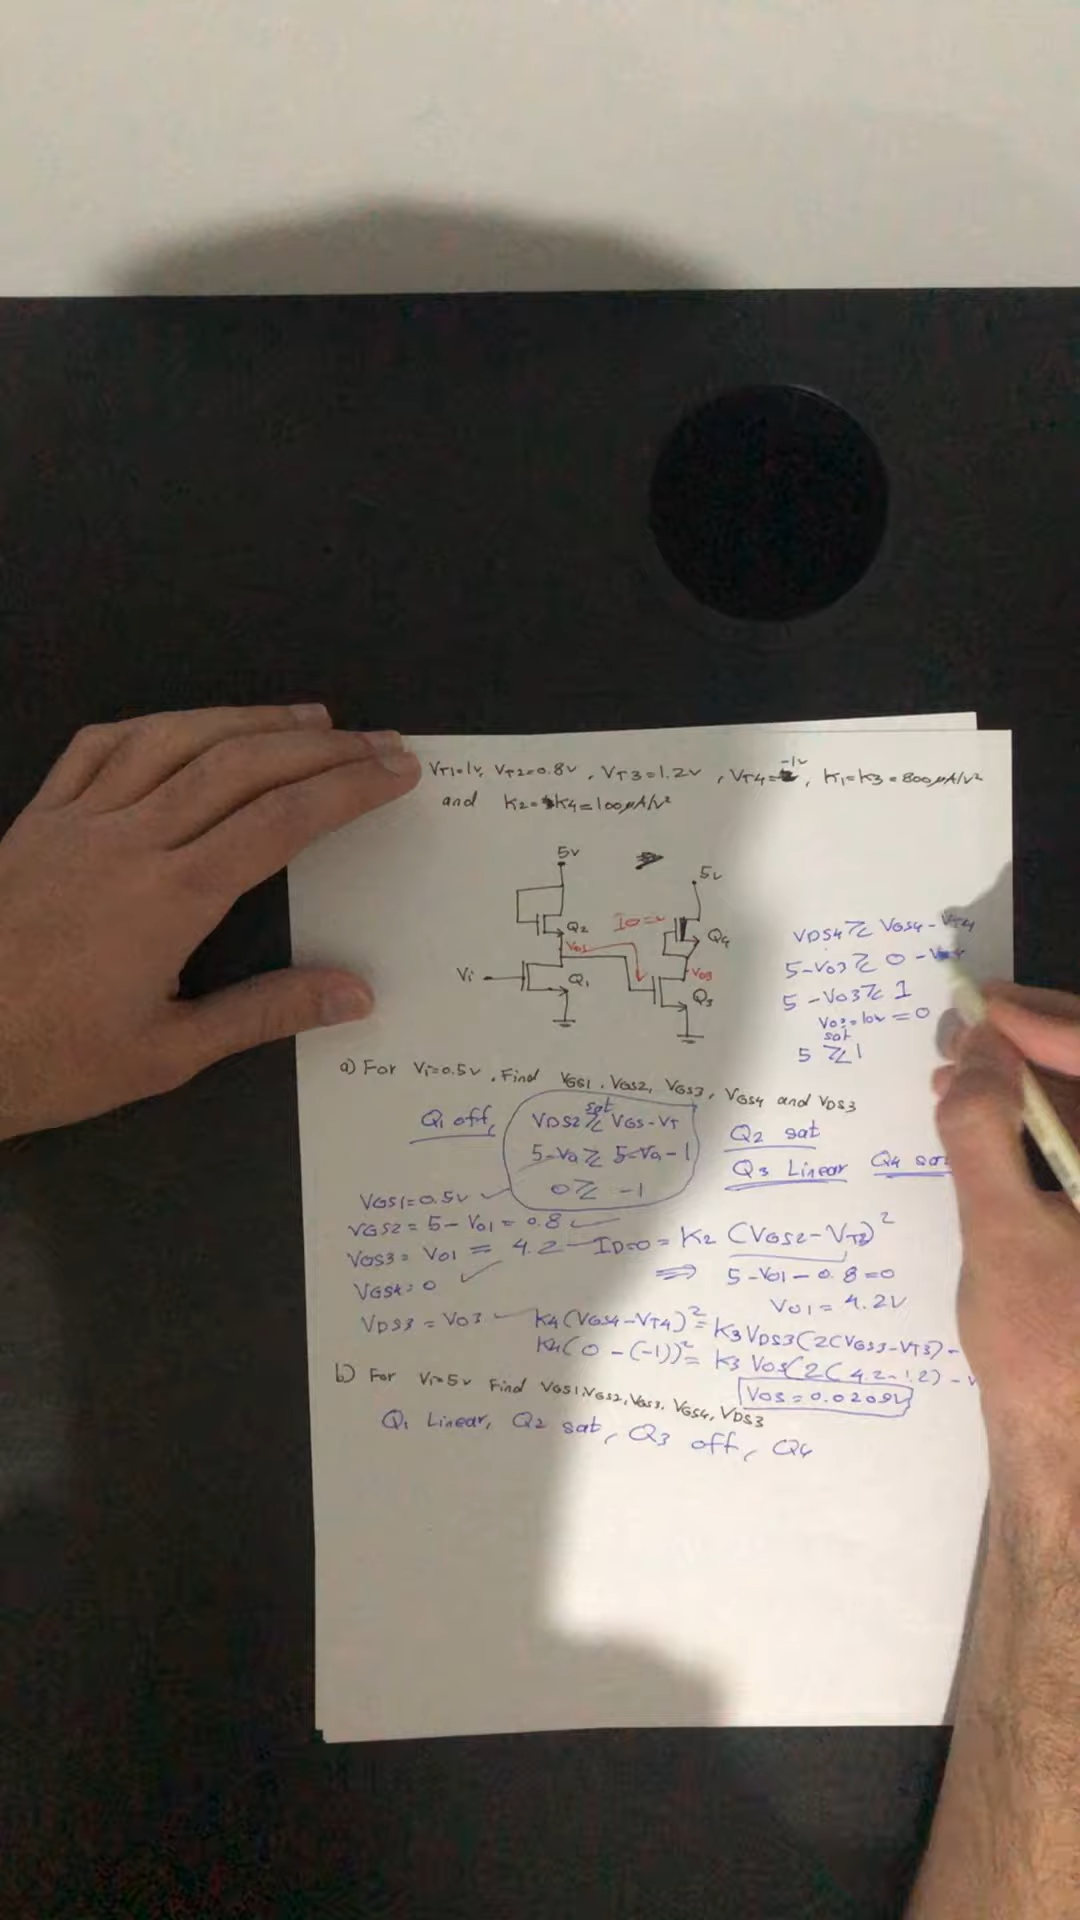 VT1=1v, VT2=0.8v, VT3=1.2v, VT4=-1v, K1=K3=800μA/v²
and K2=K4=100μA/v²
5v
5v
Q2
ID=0
Q4
Vo1
Vo3
Vi
Q1
Q3
VDS4 ⩾ VGS4-VT4
5-Vo3 ⩾ 0-
5-Vo3 ⩾ 1
Vo3=low=0
sat
5 ⩾ 1
a) For Vi=0.5v. Find VGS1, VGS2, VGS3, VGS4 and VDS3
Q1 off,
sat
VDS2 ⩾ VGS-VT
5-Vo ⩾ 5-Vo-1
0 ⩾ -1
Q2 sat
Q3 Linear Q4 sat
VGS1=0.5v
VGS2=5-Vo1=0.8
VGS3=Vo1=4.2
ID=0=K2(VGS2-VT2)²
VGS4=0
⇒ 5-Vo1-0.8=0
Vo1=4.2V
VDS3=Vo3
K4(VGS4-VT4)²=K3VDS3(2(VGS3-VT3)-
K4(0-(-1))²=K3Vo3(2(4.2-1.2)-
Vo3=0.0209V
b) For Vi=5v Find VGS1,VGS2,VGS3,VGS4,VDS3
Q1 Linear, Q2 sat, Q3 off, Q4